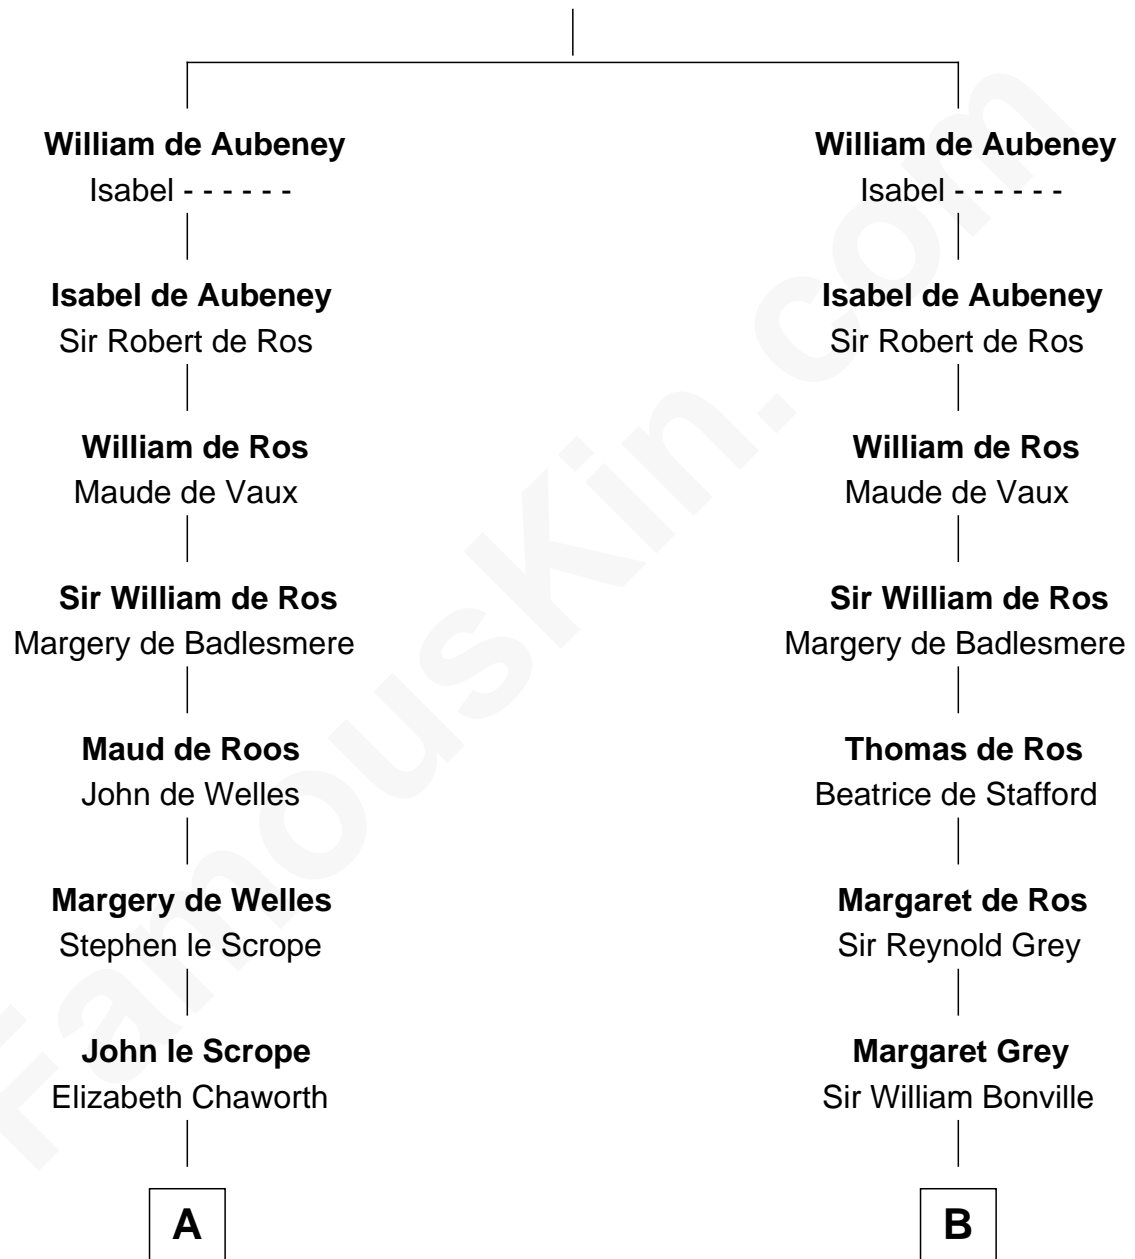 William de Aubeney
Isabel - - - - - -
Isabel de Aubeney
Sir Robert de Ros
William de Ros
Maude de Vaux
Sir William de Ros
Margery de Badlesmere
Maud de Roos
John de Welles
Margery de Welles
Stephen le Scrope
John le Scrope
Elizabeth Chaworth
A
William de Aubeney
Isabel - - - - - -
Isabel de Aubeney
Sir Robert de Ros
William de Ros
Maude de Vaux
Sir William de Ros
Margery de Badlesmere
Thomas de Ros
Beatrice de Stafford
Margaret de Ros
Sir Reynold Grey
Margaret Grey
Sir William Bonville
B
FamousKin.com